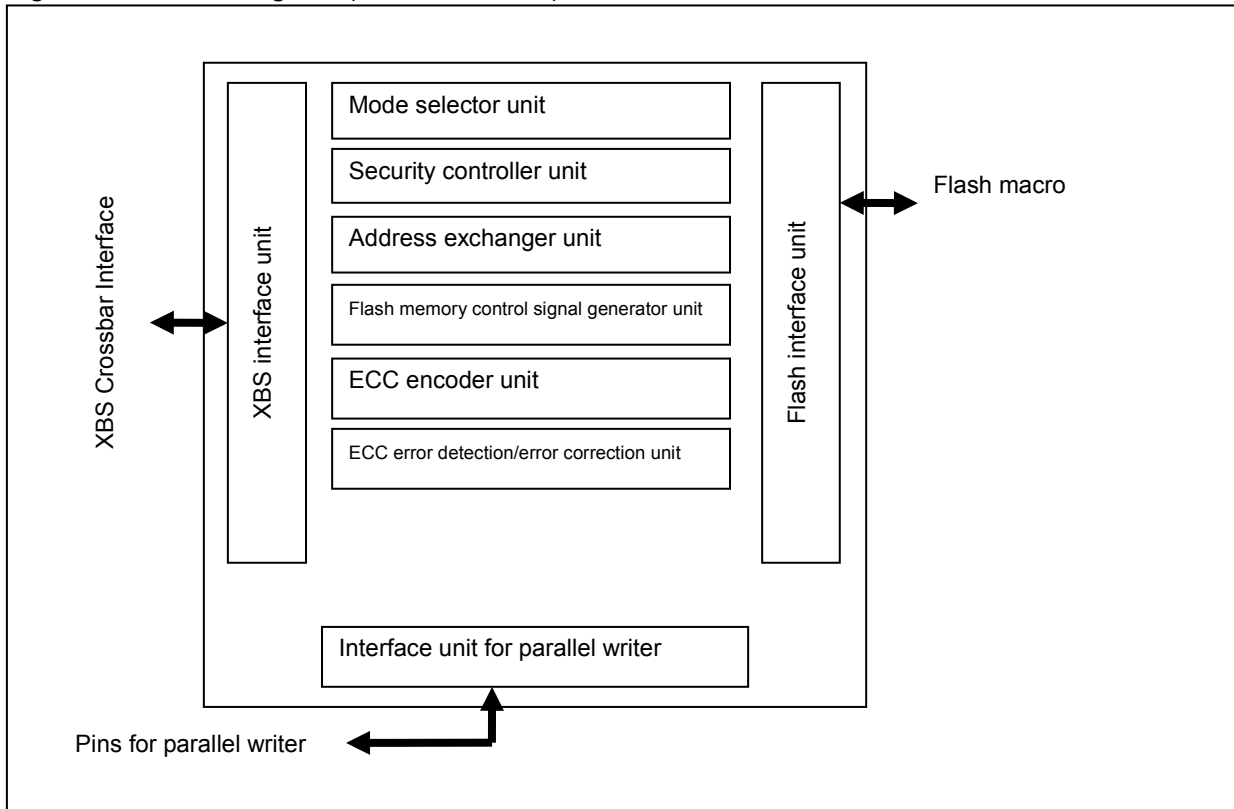 Mode selector unit
Security controller unit
Address exchanger unit
Flash memory control signal generator unit
ECC encoder unit
ECC error detection/error correction unit
XBS Crossbar Interface
XBS interface unit
Flash interface unit
Flash macro
Interface unit for parallel writer
Pins for parallel writer